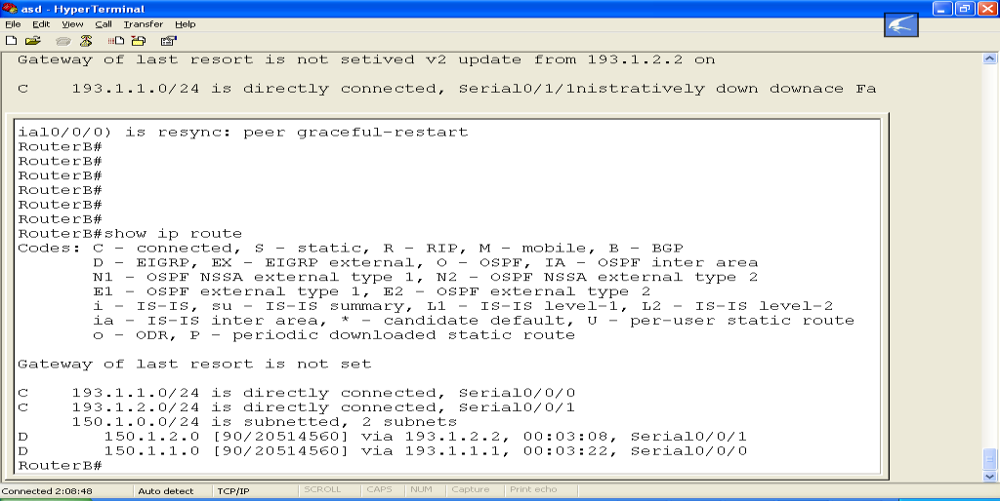 asd - HyperTerminal
File Edit View Call Transfer Help
Gateway of last resort is not setived v2 update from 193.1.2.2 on
C 193.1.1.0/24 is directly connected, Serial0/1/1nistratively down downace Fa
ial0/0/0) is resync: peer graceful-restart
RouterB#
RouterB#
RouterB#
RouterB#
RouterB#
RouterB#
RouterB#show ip route
Codes: C - connected, S - static, R - RIP, M - mobile, B - BGP
D - EIGRP, EX - EIGRP external, O - OSPF, IA - OSPF inter area
N1 - OSPF NSSA external type 1, N2 - OSPF NSSA external type 2
E1 - OSPF external type 1, E2 - OSPF external type 2
i - IS-IS, su - IS-IS summary, L1 - IS-IS level-1, L2 - IS-IS level-2
ia - IS-IS inter area, * - candidate default, U - per-user static route
o - ODR, P - periodic downloaded static route
Gateway of last resort is not set
C 193.1.1.0/24 is directly connected, Serial0/0/0
C 193.1.2.0/24 is directly connected, Serial0/0/1
150.1.0.0/24 is subnetted, 2 subnets
D 150.1.2.0 [90/20514560] via 193.1.2.2, 00:03:08, Serial0/0/1
D 150.1.1.0 [90/20514560] via 193.1.1.1, 00:03:22, Serial0/0/0
RouterB#
Connected 2:08:48 Auto detect TCP/IP SCROLL CAPS NUM Capture Print echo